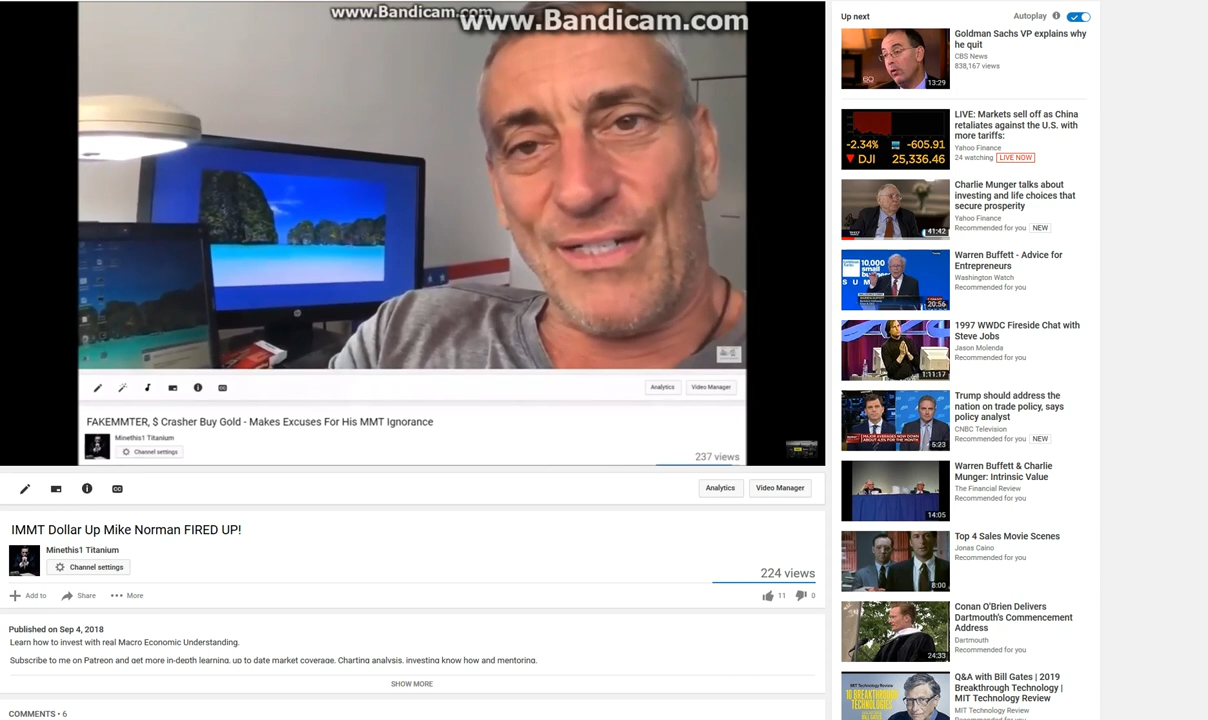 www.Bandicam.com
www.Bandicam.com
Analytics
Video Manager
FAKEMMTER, $ Crasher Buy Gold - Makes Excuses For His MMT Ignorance
Minethis1 Titanium
Channel settings
237 views
Analytics
Video Manager
IMMT Dollar Up Mike Norman FIRED UP!
Minethis1 Titanium
Channel settings
224 views
Add to
Share
More
11
0
Published on Sep 4, 2018
Learn how to invest with real Macro Economic Understanding.
Subscribe to me on Patreon and get more in-depth learning, up to date market coverage, Charting analysis, investing know how and mentoring.
SHOW MORE
COMMENTS • 6
Up next
Autoplay
Goldman Sachs VP explains why
he quit
CBS News
838,167 views
13:29
LIVE: Markets sell off as China
retaliates against the U.S. with
more tariffs:
Yahoo Finance
24 watching LIVE NOW
-2.34% -605.91
DJI 25,336.46
Charlie Munger talks about
investing and life choices that
secure prosperity
Yahoo Finance
Recommended for you NEW
41:42
Warren Buffett - Advice for
Entrepreneurs
Washington Watch
Recommended for you
10,000
small
20:56
1997 WWDC Fireside Chat with
Steve Jobs
Jason Molenda
Recommended for you
1:11:17
Trump should address the
nation on trade policy, says
policy analyst
CNBC Television
Recommended for you NEW
5:23
Warren Buffett & Charlie
Munger: Intrinsic Value
The Financial Review
Recommended for you
14:05
Top 4 Sales Movie Scenes
Jonas Caino
Recommended for you
8:00
Conan O'Brien Delivers
Dartmouth's Commencement
Address
Dartmouth
Recommended for you
24:33
Q&A with Bill Gates | 2019
Breakthrough Technology |
MIT Technology Review
MIT Technology Review
Recommended for you
MIT Technology Review
10 BREAKTHROUGH
TECHNOLOGIES